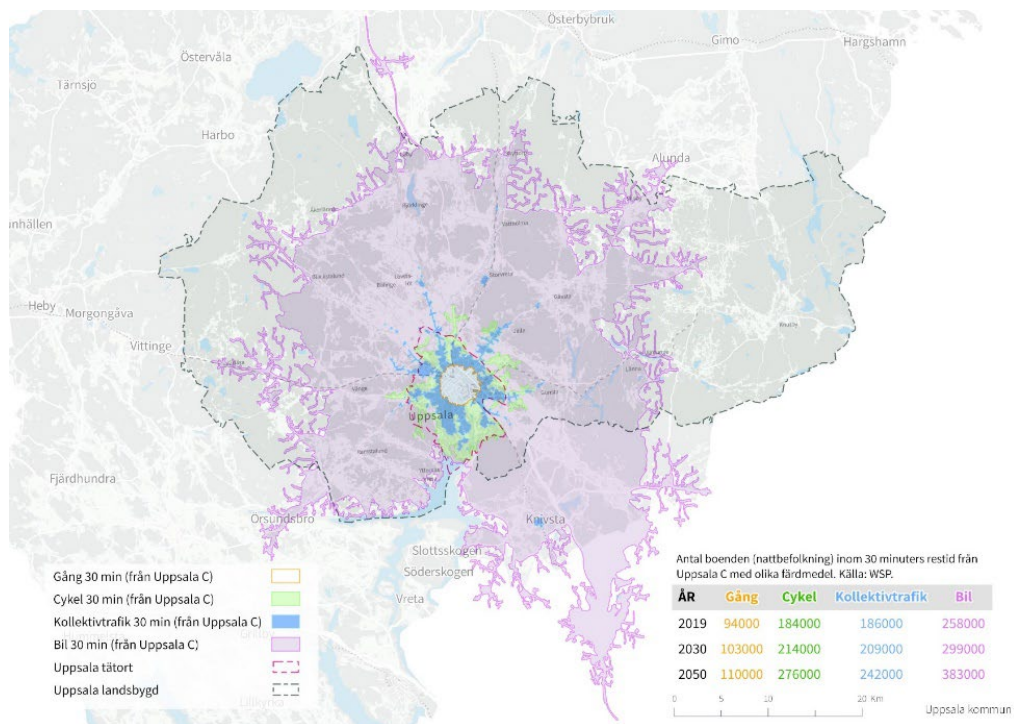 Österbybruk
Gimo
Hargshamn
Östervåla
Tärnsjö
Harbo
Alunda
Heby
Morgongåva
Vittinge
Knutby
Uppsala
Fjärdhundra
Örsundsbro
Knivsta
Slottsskogen
Söderskogen
Vreta
Gång 30 min (från Uppsala C)
Cykel 30 min (från Uppsala C)
Kollektivtrafik 30 min (från Uppsala C)
Bil 30 min (från Uppsala C)
Uppsala tätort
Uppsala landsbygd
Antal boenden (nattbefolkning) inom 30 minuters restid från
Uppsala C med olika färdmedel. Källa: WSP.
ÅR Gång Cykel Kollektivtrafik Bil
2019 94000 184000 186000 258000
2030 103000 214000 209000 299000
2050 110000 276000 242000 383000
0 5 10 20 Km
Uppsala kommun